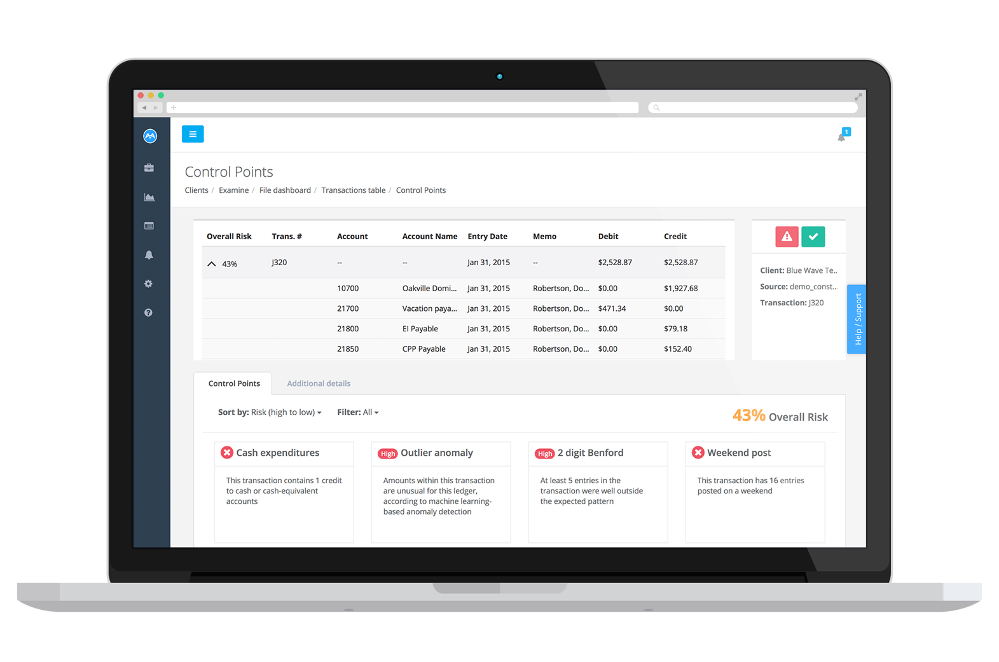 1
Control Points
Clients / Examine / File dashboard / Transactions table / Control Points
Overall Risk Trans. # Account Account Name Entry Date Memo Debit Credit
43% J320 -- -- Jan 31, 2015 -- $2,528.87 $2,528.87
10700 Oakville Domi... Jan 31, 2015 Robertson, Do... $0.00 $1,927.68
21700 Vacation paya... Jan 31, 2015 Robertson, Do... $471.34 $0.00
21800 EI Payable Jan 31, 2015 Robertson, Do... $0.00 $79.18
21850 CPP Payable Jan 31, 2015 Robertson, Do... $0.00 $152.40
Client: Blue Wave Te..
Source: demo_const...
Transaction: J320
Help / Support
Control Points Additional details
Sort by: Risk (high to low) Filter: All
43% Overall Risk
Cash expenditures
This transaction contains 1 credit
to cash or cash-equivalent
accounts
High Outlier anomaly
Amounts within this transaction
are unusual for this ledger,
according to machine learning-
based anomaly detection
High 2 digit Benford
At least 5 entries in the
transaction were well outside
the expected pattern
Weekend post
This transaction has 16 entries
posted on a weekend